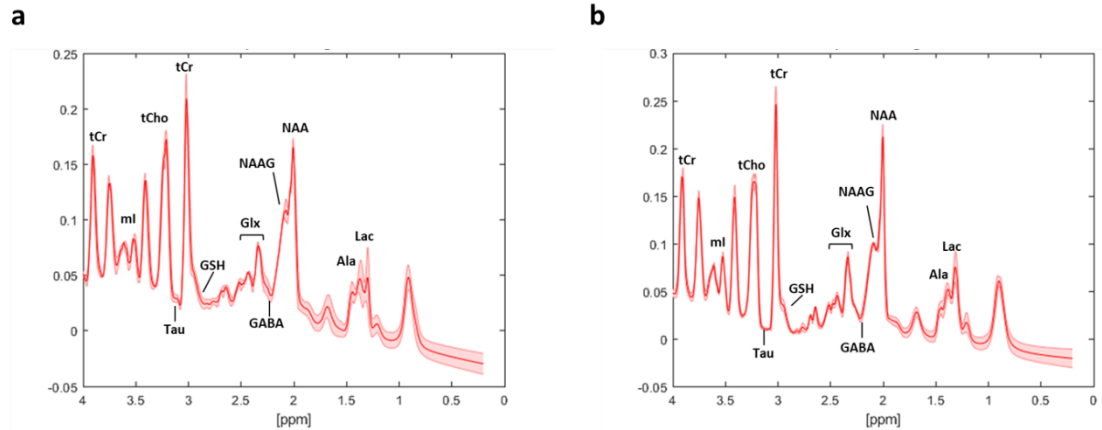 a
0.25
0.2
0.15
0.1
0.05
0
-0.05
4
3.5
3
2.5
2
1.5
1
0.5
0
[ppm]
tCr
mI
tCho
tCr
GSH
Tau
Glx
NAAG
NAA
GABA
Ala
Lac
b
0.3
0.25
0.2
0.15
0.1
0.05
0
-0.05
4
3.5
3
2.5
2
1.5
1
0.5
0
[ppm]
tCr
mI
tCho
tCr
GSH
Tau
Glx
NAAG
NAA
GABA
Ala
Lac